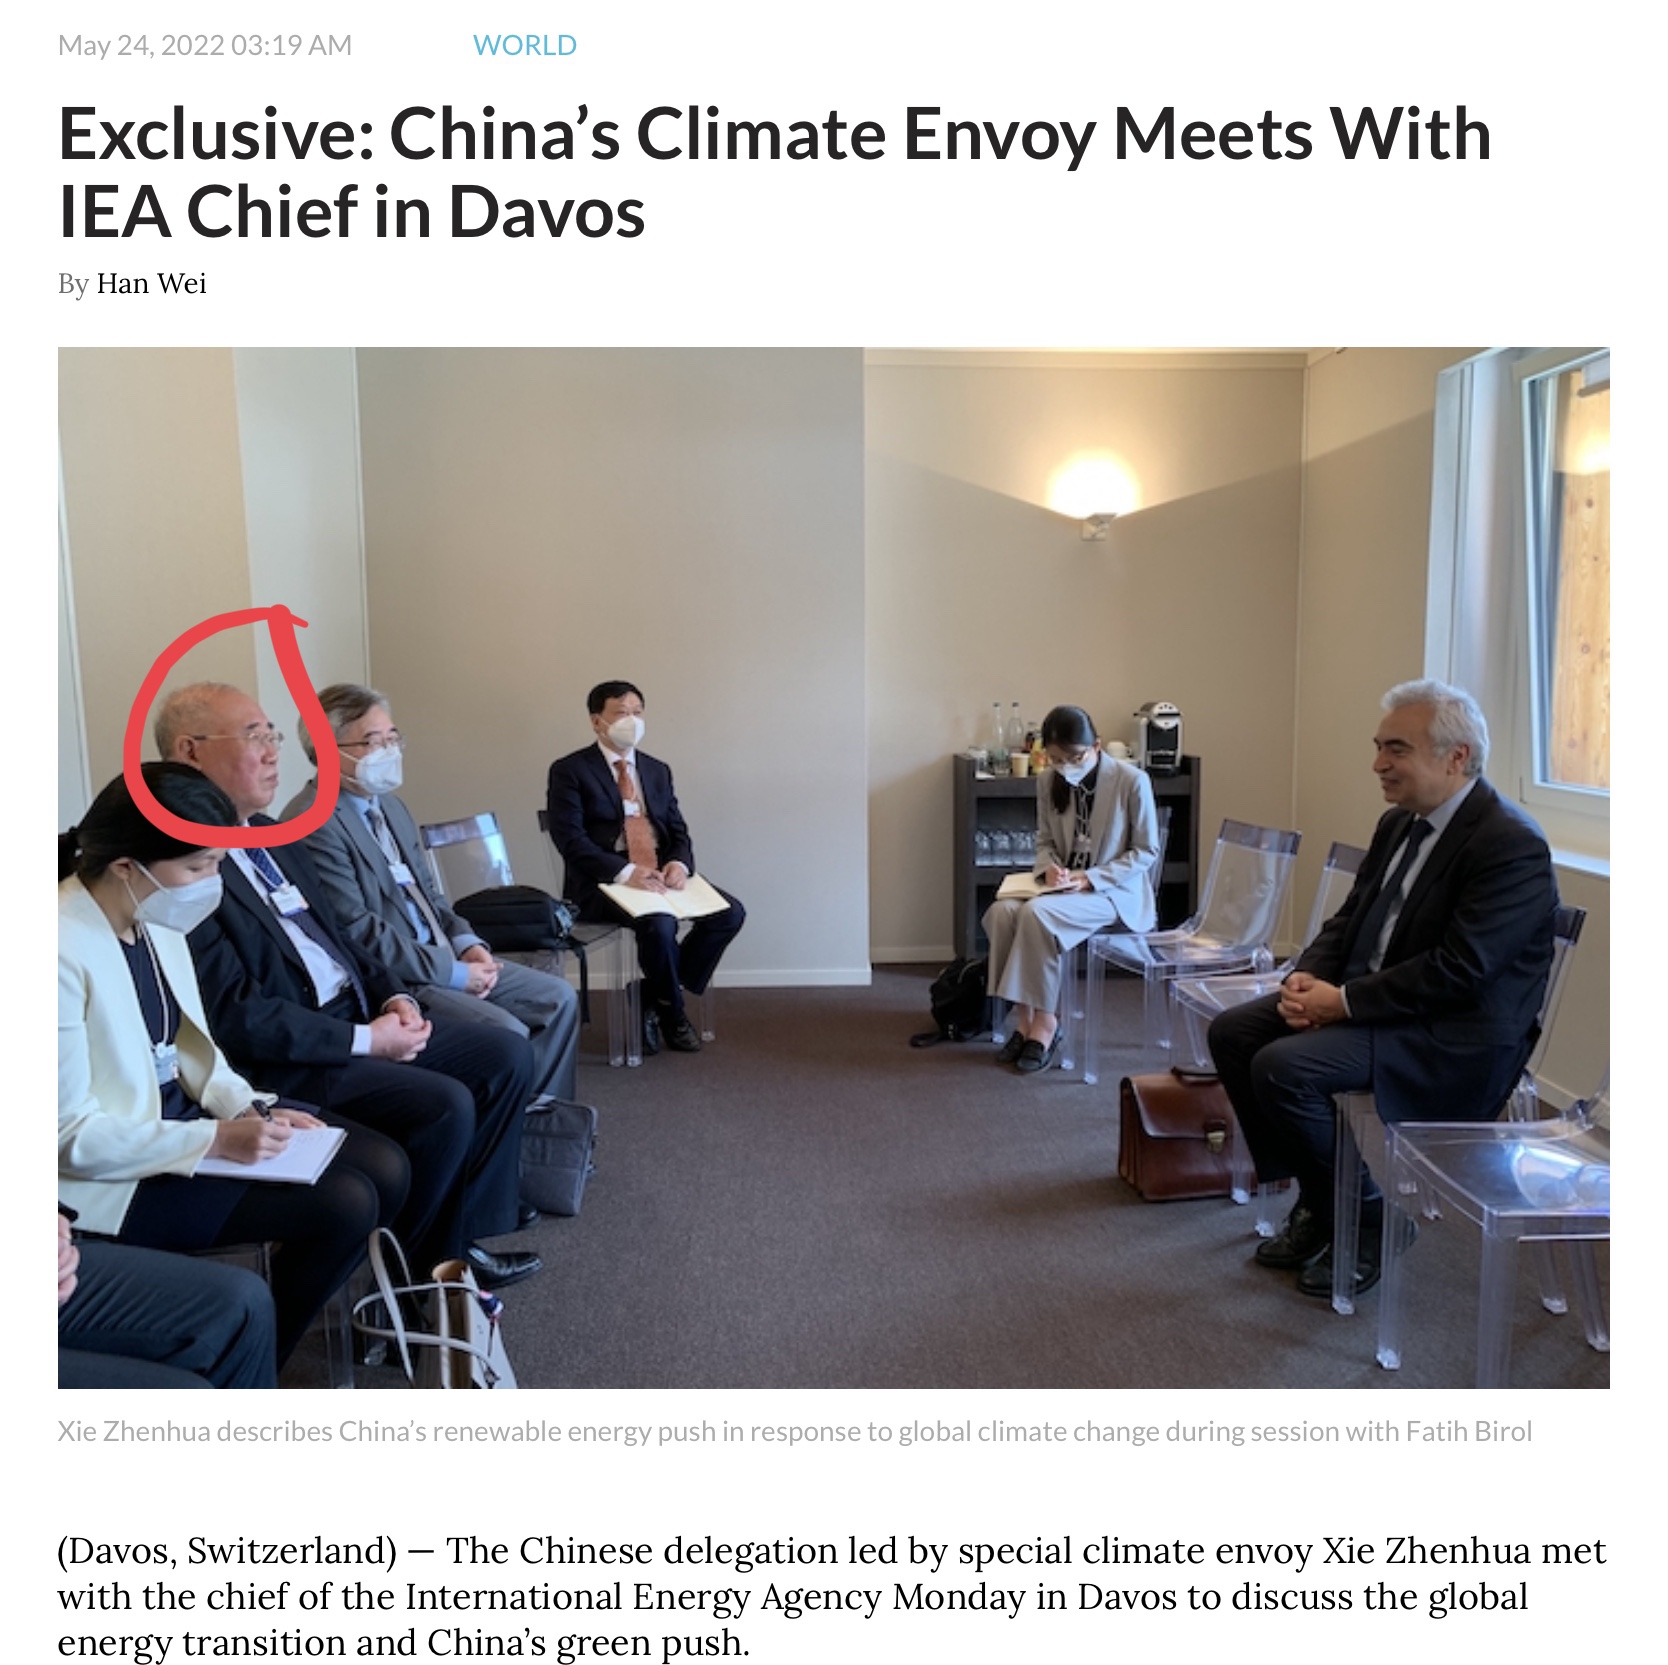 May 24, 2022 03:19 AM WORLD
Exclusive: China’s Climate Envoy Meets With
IEA Chief in Davos
By Han Wei
Xie Zhenhua describes China’s renewable energy push in response to global climate change during session with Fatih Birol
(Davos, Switzerland) — The Chinese delegation led by special climate envoy Xie Zhenhua met
with the chief of the International Energy Agency Monday in Davos to discuss the global
energy transition and China’s green push.